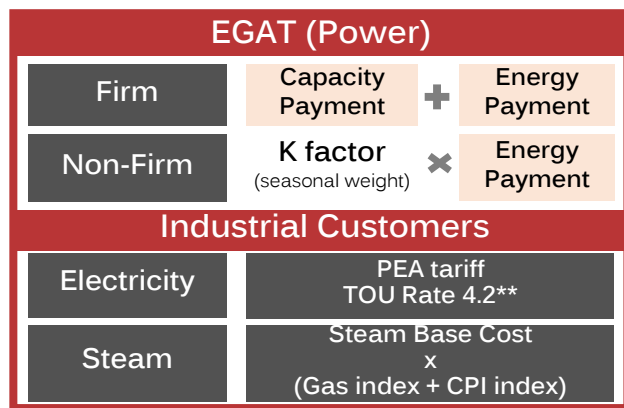 EGAT (Power)
Firm
Capacity
Payment
+
Energy
Payment
Non-Firm
K factor
(seasonal weight)
×
Energy
Payment
Industrial Customers
Electricity
PEA tariff
TOU Rate 4.2**
Steam
Steam Base Cost
x
(Gas index + CPI index)